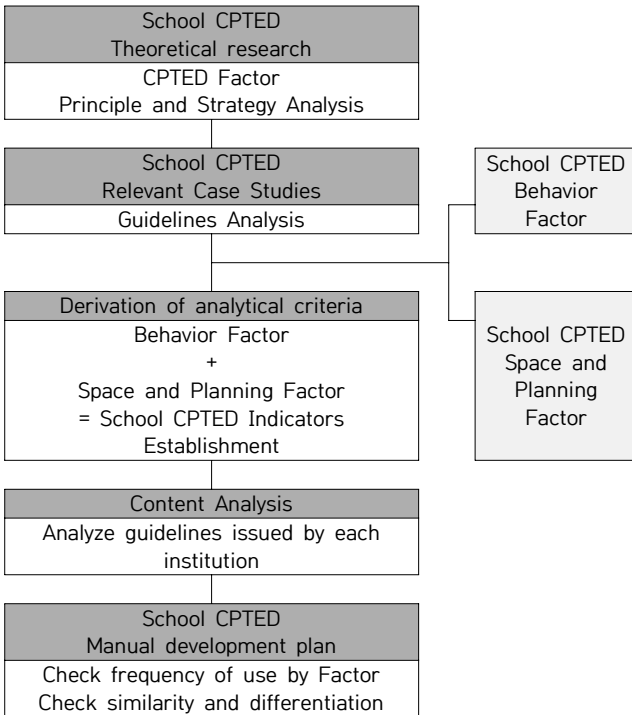 School CPTED
Theoretical research
CPTED Factor
Principle and Strategy Analysis
School CPTED
Relevant Case Studies
Guidelines Analysis
School CPTED
Behavior
Factor
Derivation of analytical criteria
Behavior Factor
+
Space and Planning Factor
= School CPTED Indicators
Establishment
School CPTED
Space and
Planning
Factor
Content Analysis
Analyze guidelines issued by each
institution
School CPTED
Manual development plan
Check frequency of use by Factor
Check similarity and differentiation